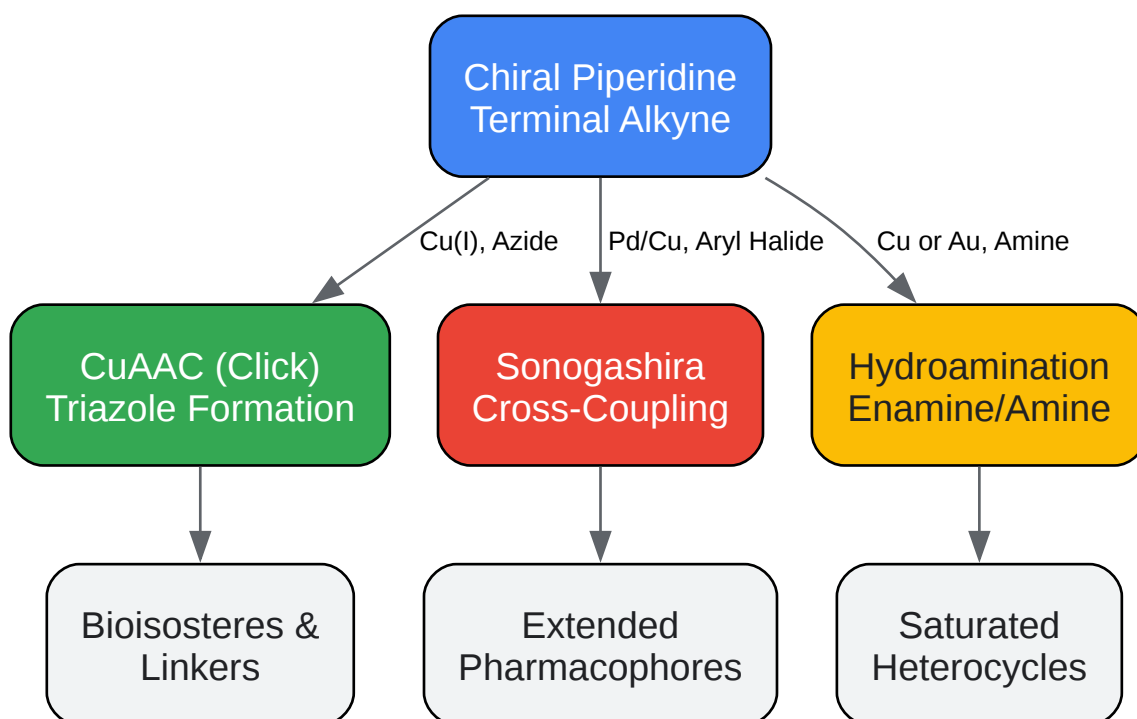 Chiral Piperidine
Terminal Alkyne
Cu(I), Azide
Pd/Cu, Aryl Halide
Cu or Au, Amine
CuAAC (Click)
Triazole Formation
Sonogashira
Cross-Coupling
Hydroamination
Enamine/Amine
Bioisosteres &
Linkers
Extended
Pharmacophores
Saturated
Heterocycles